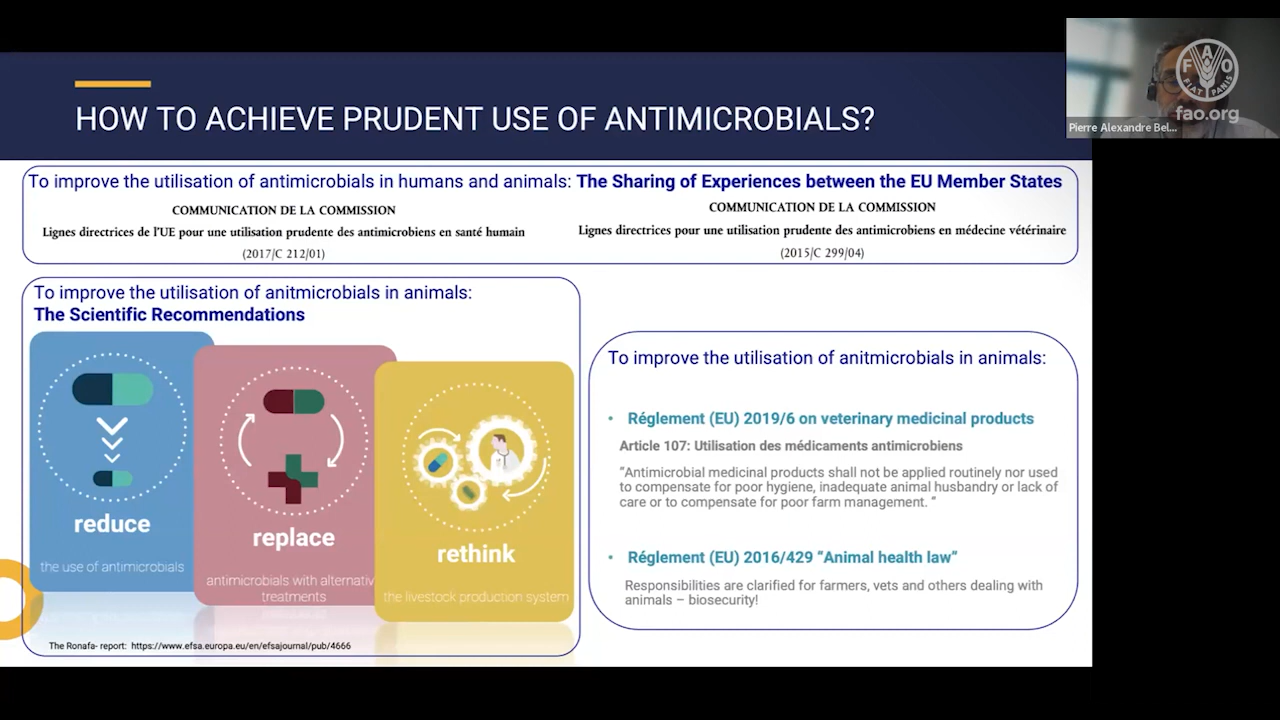 HOW TO ACHIEVE PRUDENT USE OF ANTIMICROBIALS?
FAO
FIAT PANIS
fao.org
Pierre Alexandre Bel...
To improve the utilisation of antimicrobials in humans and animals: The Sharing of Experiences between the EU Member States
COMMUNICATION DE LA COMMISSION
Lignes directrices de l'UE pour une utilisation prudente des antimicrobiens en santé humain
(2017/C 212/01)
COMMUNICATION DE LA COMMISSION
Lignes directrices pour une utilisation prudente des antimicrobiens en médecine vétérinaire
(2015/C 299/04)
To improve the utilisation of anitmicrobials in animals:
The Scientific Recommendations
reduce
the use of antimicrobials
replace
antimicrobials with alternativ
treatments
rethink
the livestock production system
The Ronafa- report: https://www.efsa.europa.eu/en/efsajournal/pub/4666
To improve the utilisation of anitmicrobials in animals:
• Réglement (EU) 2019/6 on veterinary medicinal products
Article 107: Utilisation des médicaments antimicrobiens
"Antimicrobial medicinal products shall not be applied routinely nor used
to compensate for poor hygiene, inadequate animal husbandry or lack of
care or to compensate for poor farm management. "
• Réglement (EU) 2016/429 "Animal health law"
Responsibilities are clarified for farmers, vets and others dealing with
animals – biosecurity!